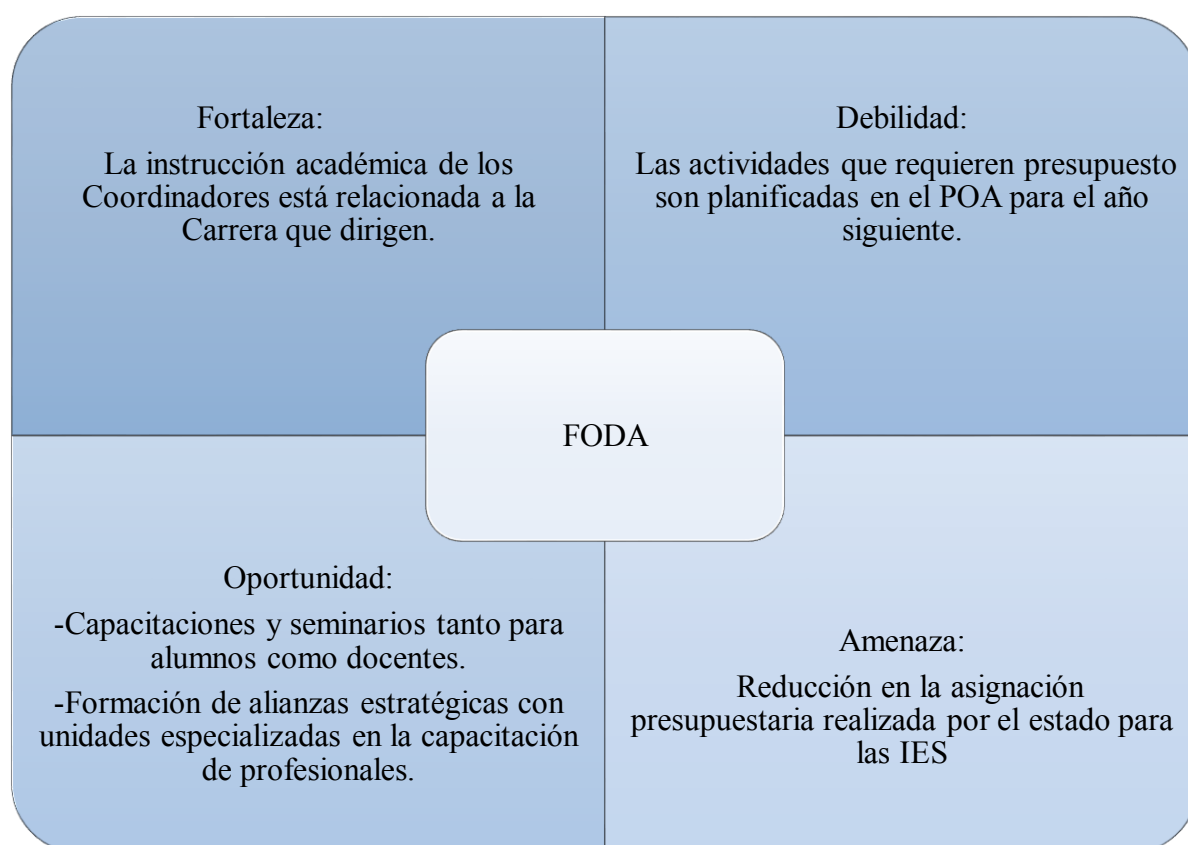 Fortaleza:
La instrucción académica de los
Coordinadores está relacionada a la
Carrera que dirigen.
Debilidad:
Las actividades que requieren presupuesto
son planificadas en el POA para el año
siguiente.
FODA
Oportunidad:
-Capacitaciones y seminarios tanto para
alumnos como docentes.
-Formación de alianzas estratégicas con
unidades especializadas en la capacitación
de profesionales.
Amenaza:
Reducción en la asignación
presupuestaria realizada por el estado para
las IES